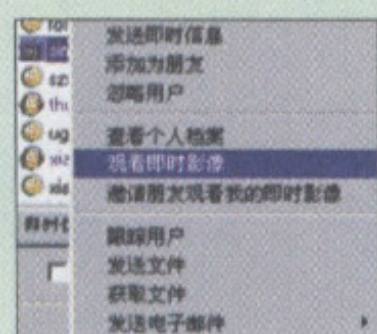 发送即时信息
添加为朋友
忽略用户
thu
查看个人档案
观看即时影像
邀请朋友观看我的即时影像
跟踪用户
发送文件
获取文件
发送电子邮件